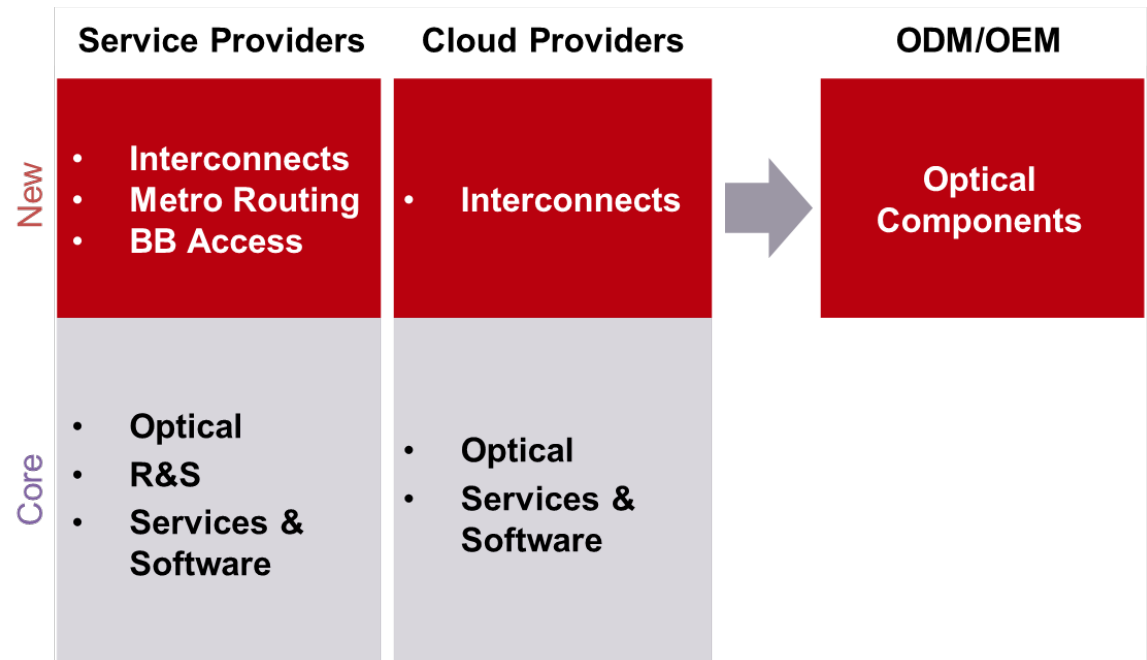 Service Providers
Cloud Providers
ODM/OEM
New
• Interconnects
• Metro Routing
• BB Access
• Interconnects
Optical
Components
Core
• Optical
• R&S
• Services &
Software
• Optical
• Services &
Software